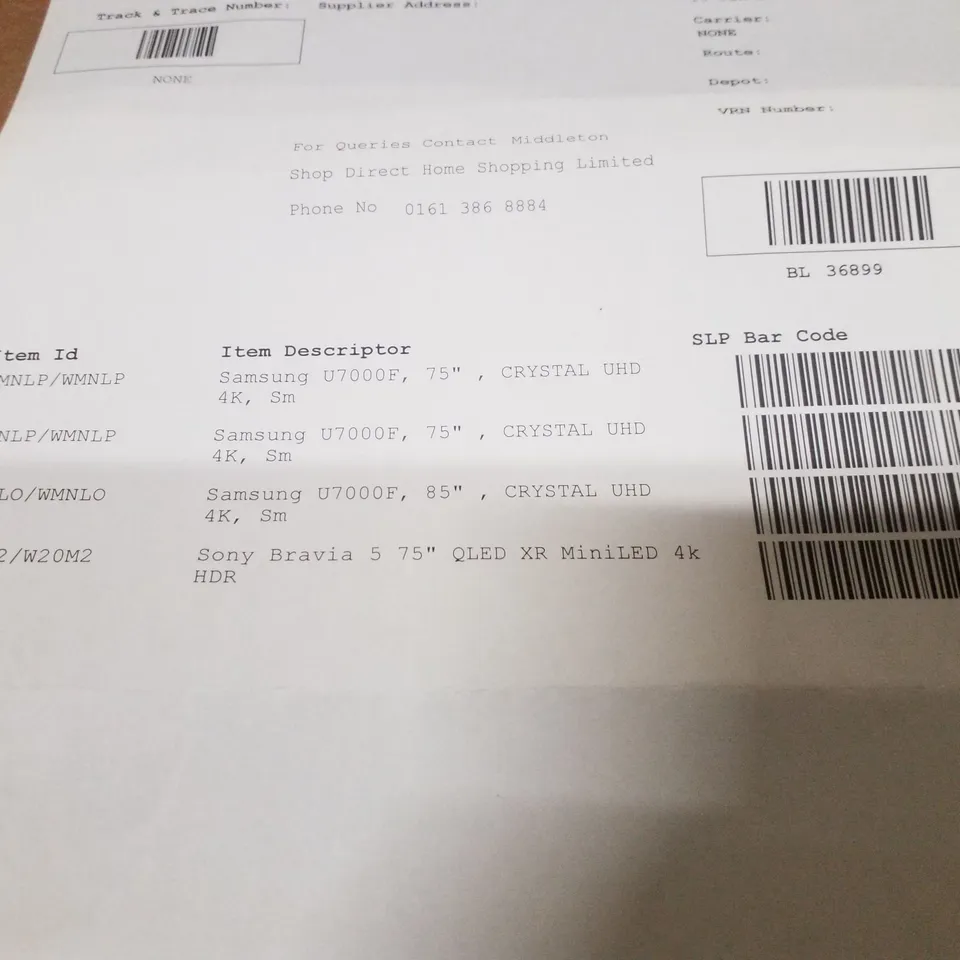 Track & Trace Number:
Supplier Address:
NONE
Carrier:
NONE
Route:
Depot:
VRN Number:
For Queries Contact Middleton
Shop Direct Home Shopping Limited
Phone No 0161 386 8884
BL 36899
tem Id Item Descriptor SLP Bar Code
MNLP/WMNLP Samsung U7000F, 75" , CRYSTAL UHD
4K, Sm
NLP/WMNLP Samsung U7000F, 75" , CRYSTAL UHD
4K, Sm
LO/WMNLO Samsung U7000F, 85" , CRYSTAL UHD
4K, Sm
2/W20M2 Sony Bravia 5 75" QLED XR MiniLED 4k
HDR